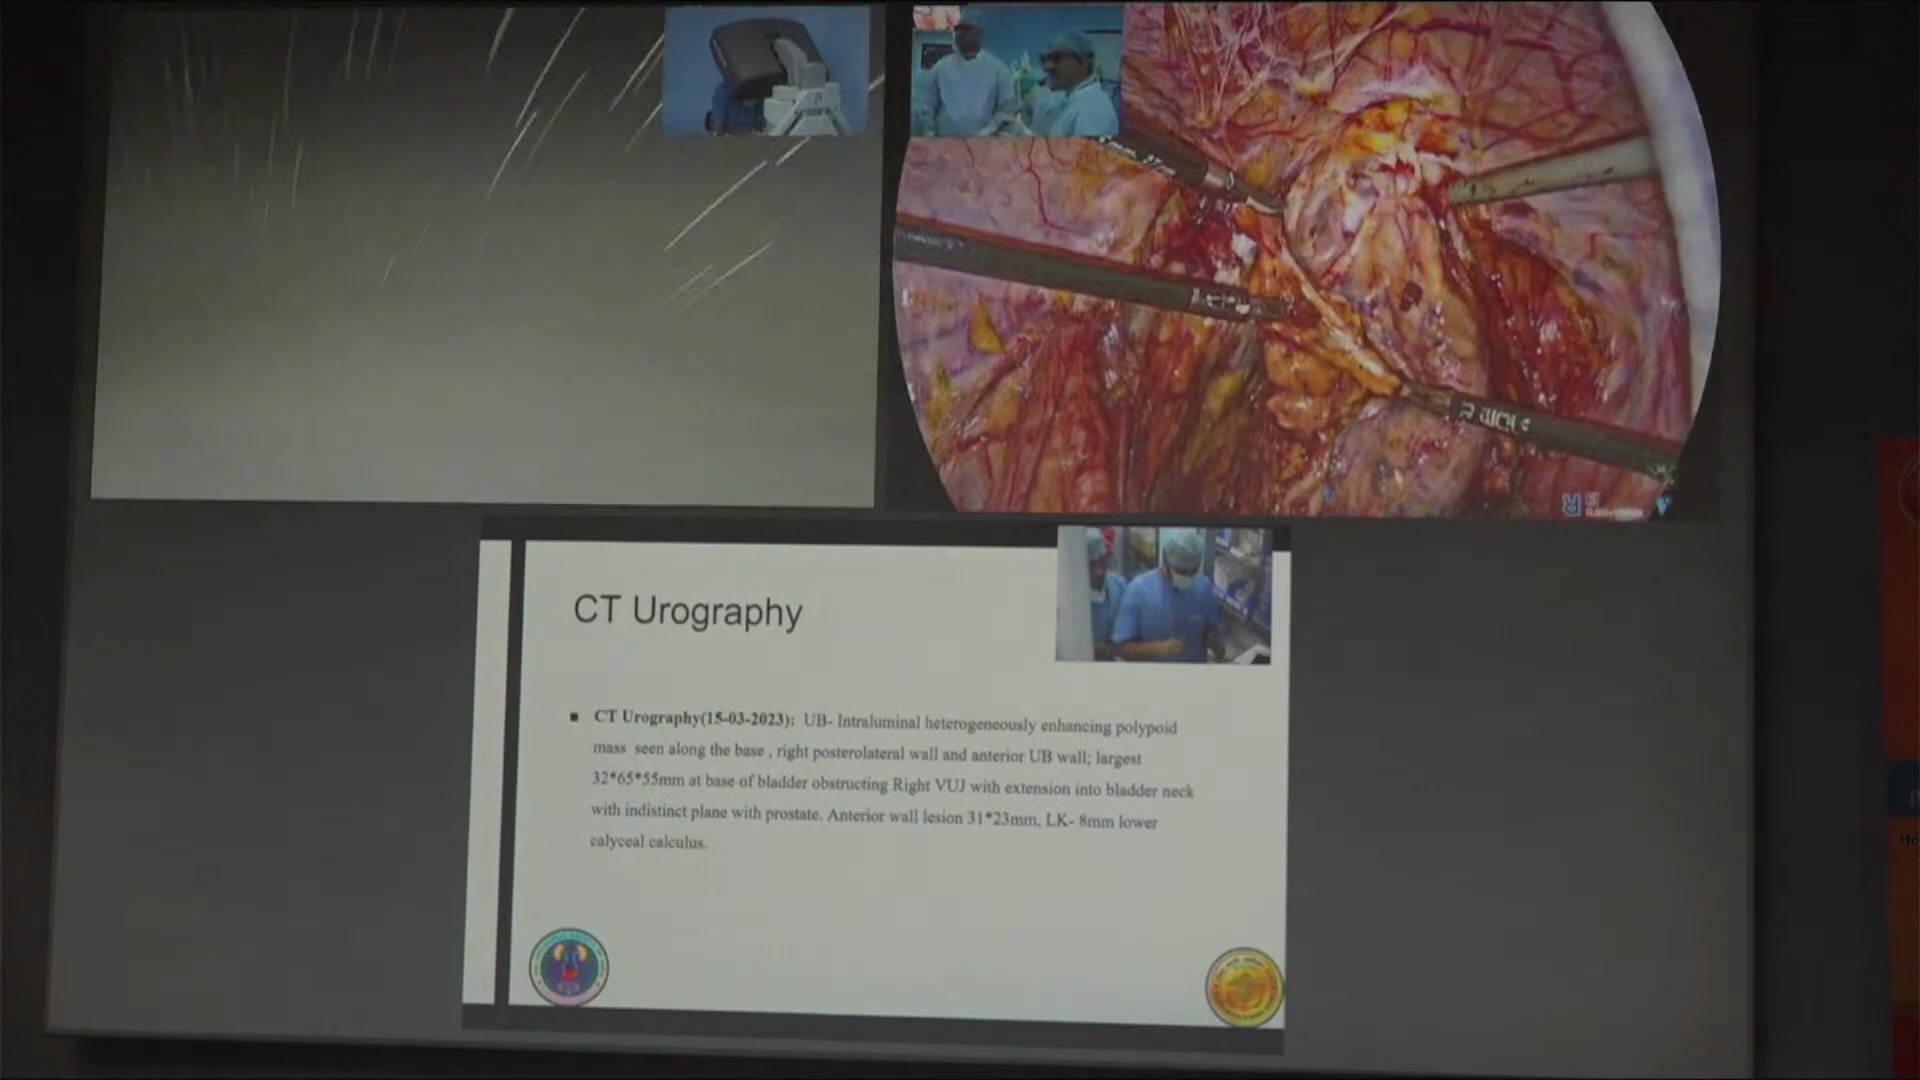 CT Urography
▪ CT Urography(15-03-2023): UB- Intraluminal heterogeneously enhancing polypoid
mass seen along the base , right posterolateral wall and anterior UB wall; largest
32*65*55mm at base of bladder obstructing Right VUJ with extension into bladder neck
with indistinct plane with prostate. Anterior wall lesion 31*23mm, LK- 8mm lower
calyceal calculus.